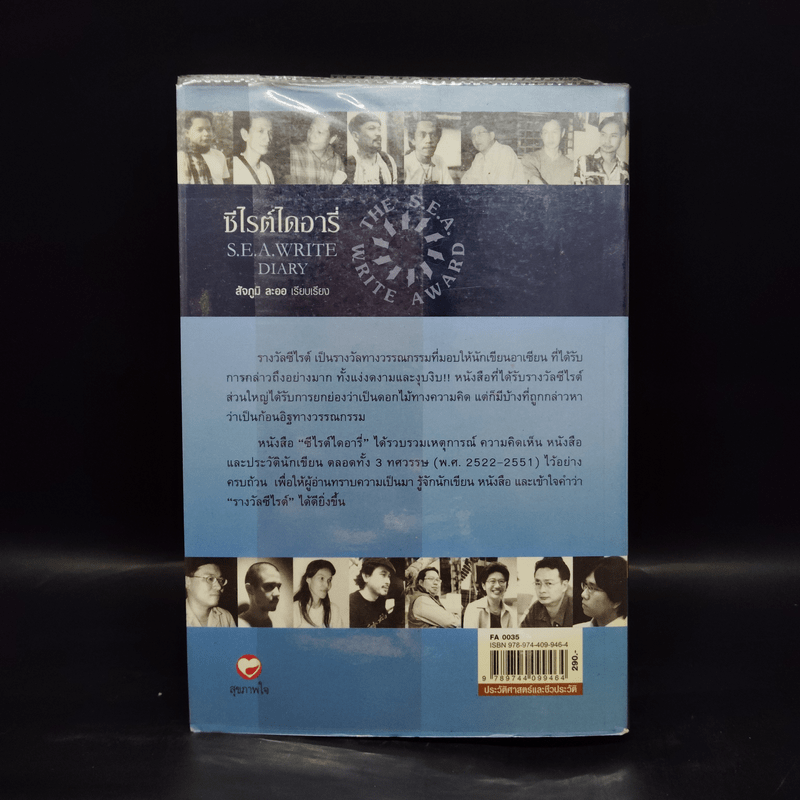 ซีไรต์ไดอารี่
S.E.A.WRITE
DIARY
สัจภูมิ ละออ เรียบเรียง
THE S.E.A. WRITE AWARD
รางวัลซีไรต์ เป็นรางวัลทางวรรณกรรมที่มอบให้นักเขียนอาเซียน ที่ได้รับ
การกล่าวถึงอย่างมาก ทั้งแง่งดงามและงุบงิบ!! หนังสือที่ได้รับรางวัลซีไรต์
ส่วนใหญ่ได้รับการยกย่องว่าเป็นดอกไม้ทางความคิด แต่ก็มีบ้างที่ถูกกล่าวหา
ว่าเป็นก้อนอิฐทางวรรณกรรม
หนังสือ “ซีไรต์ไดอารี่” ได้รวบรวมเหตุการณ์ ความคิดเห็น หนังสือ
และประวัตินักเขียน ตลอดทั้ง 3 ทศวรรษ (พ.ศ. 2522-2551) ไว้อย่าง
ครบถ้วน เพื่อให้ผู้อ่านทราบความเป็นมา รู้จักนักเขียน หนังสือ และเข้าใจคำว่า
“รางวัลซีไรต์” ได้ดียิ่งขึ้น
สุขภาพใจ
FA 0035
ISBN 978-974-409-946-4
9 789744 099464
290.-
ประวัติศาสตร์และชีวประวัติ